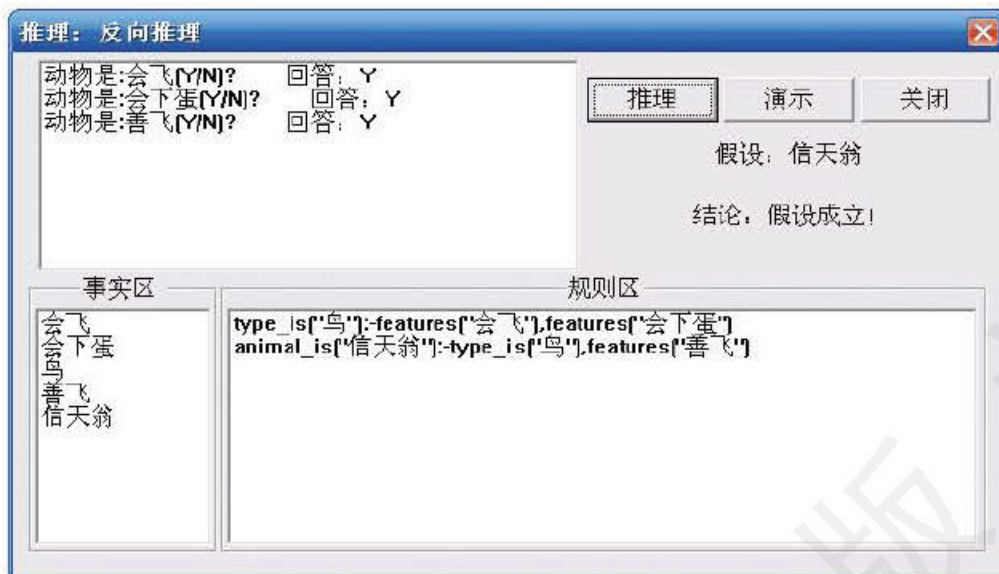 推理： 反向推理
动物是:会飞(Y/N)? 回答：Y
动物是:会下蛋(Y/N)? 回答：Y
动物是:善飞(Y/N)? 回答：Y
推理 演示 关闭
假设：信天翁
结论：假设成立!
事实区
会飞
会下蛋
鸟
善飞
信天翁
规则区
type_is("鸟"):-features("会飞"),features("会下蛋")
animal_is("信天翁"):-type_is("鸟"),features("善飞")
版